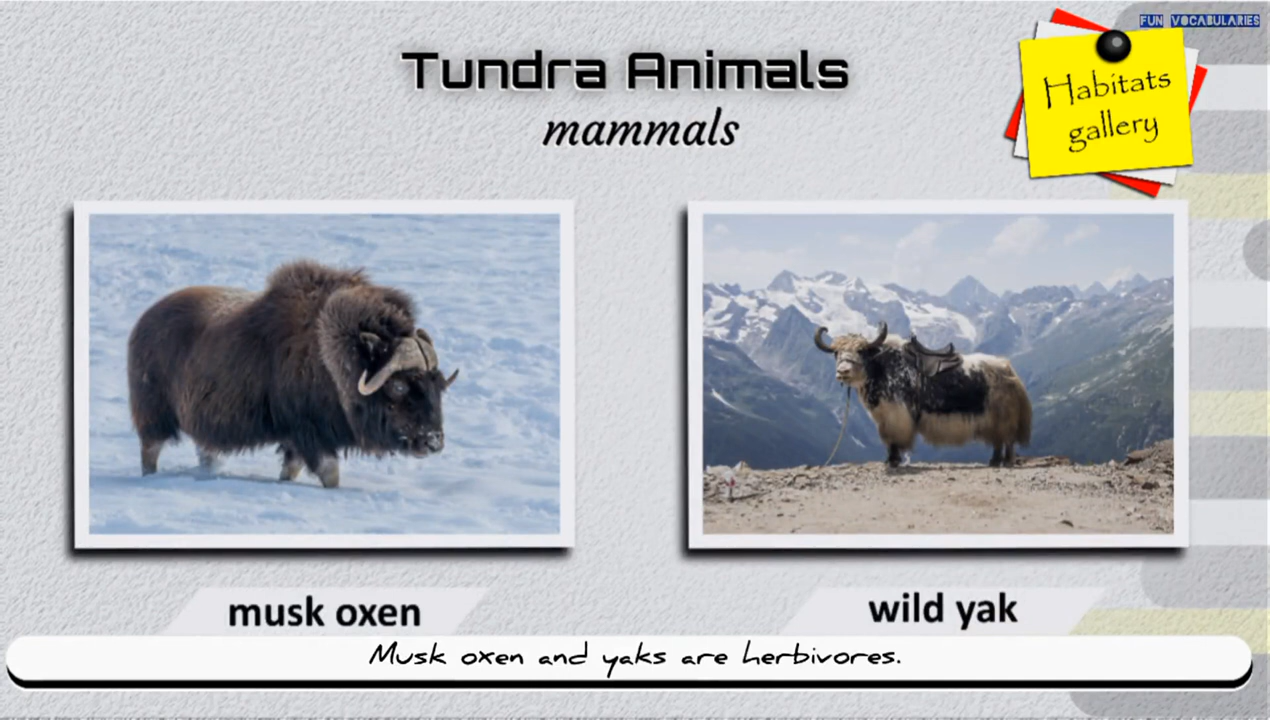 FUN VOCABULARIES
Tundra Animals
mammals
Habitats
gallery
musk oxen
wild yak
Musk oxen and yaks are herbivores.